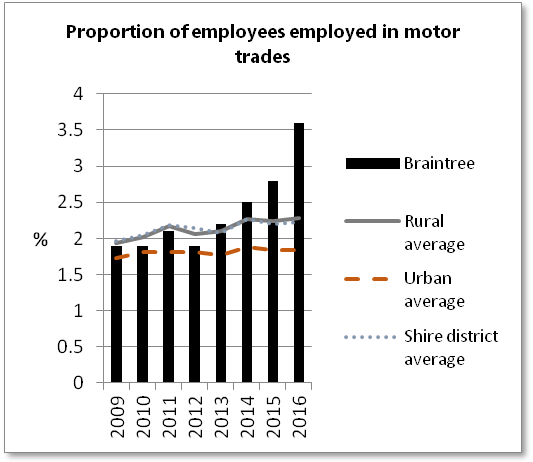 Proportion of employees employed in motor
trades
4
3.5
3
2.5
2
1.5
1
0.5
0
%
2009
2010
2011
2012
2013
2014
2015
2016
Braintree
Rural
average
Urban
average
Shire district
average